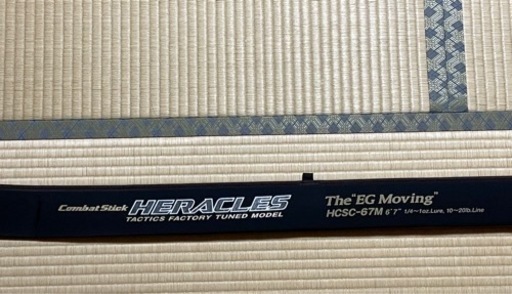 Combat Stick HERACLES
TACTICS FACTORY TUNED MODEL
The "EG Moving"
HCSC-67M 6'7" 1/4~1oz.Lure, 10~20lb.Line